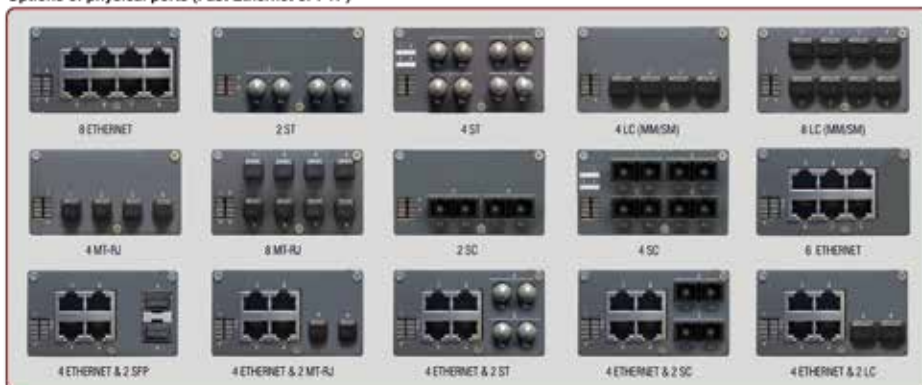 8 ETHERNET
2 ST
4 ST
4 LC (MM/SM)
8 LC (MM/SM)
4 MT-RJ
8 MT-RJ
2 SC
4 SC
6 ETHERNET
4 ETHERNET & 2 SFP
4 ETHERNET & 2 MT-RJ
4 ETHERNET & 2 ST
4 ETHERNET & 2 SC
4 ETHERNET & 2 LC